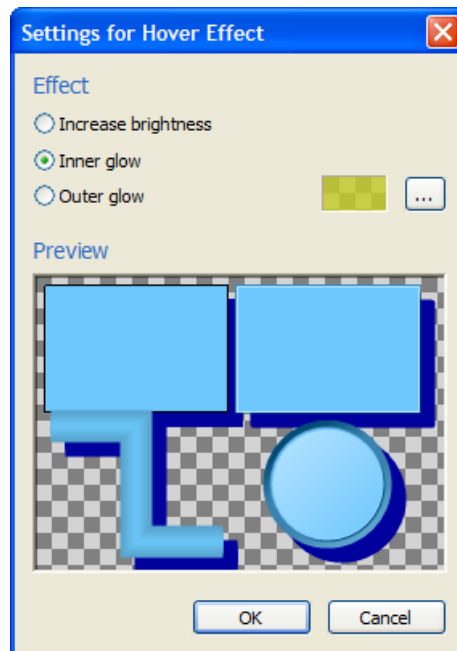 Settings for Hover Effect
Effect
Increase brightness
Inner glow
Outer glow
...
Preview
OK
Cancel